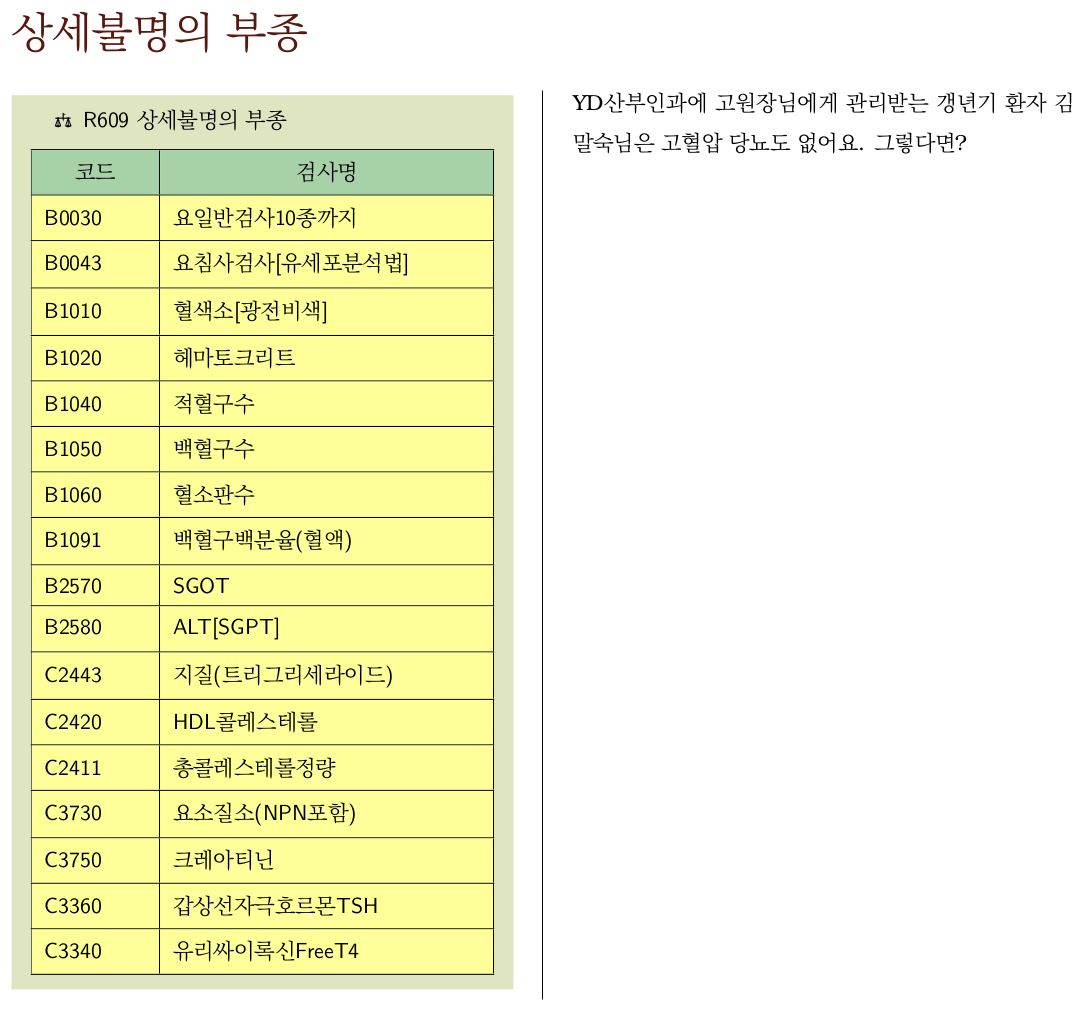 상세불명의 부종
R609 상세불명의 부종
코드 검사명
B0030 요일반검사10종까지
B0043 요침사검사[유세포분석법]
B1010 혈색소[광전비색]
B1020 헤마토크리트
B1040 적혈구수
B1050 백혈구수
B1060 혈소판수
B1091 백혈구백분율(혈액)
B2570 SGOT
B2580 ALT[SGPT]
C2443 지질(트리그리세라이드)
C2420 HDL콜레스테롤
C2411 총콜레스테롤정량
C3730 요소질소(NPN포함)
C3750 크레아티닌
C3360 갑상선자극호르몬TSH
C3340 유리싸이록신FreeT4
YD산부인과에 고원장님에게 관리받는 갱년기 환자 김
말숙님은 고혈압 당뇨도 없어요. 그렇다면?